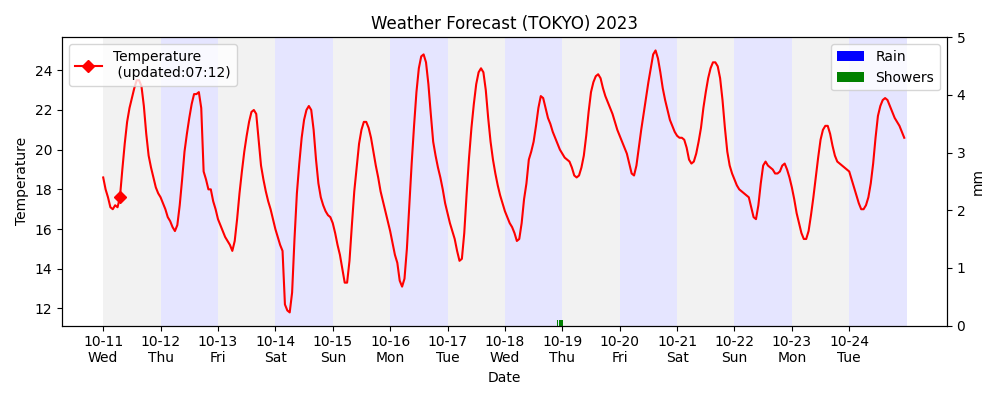 Weather Forecast (TOKYO) 2023
Temperature
(updated:07:12)
Rain
Showers
Temperature
24
22
20
18
16
14
12
5
4
3
2
1
0
mm
10-11 10-12 10-13 10-14 10-15 10-16 10-17 10-18 10-19 10-20 10-21 10-22 10-23 10-24
Wed Thu Fri Sat Sun Mon Tue Wed Thu Fri Sat Sun Mon Tue
Date